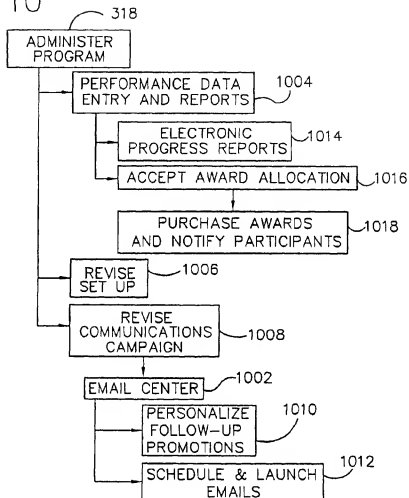 10
318
ADMINISTER
PROGRAM
PERFORMANCE DATA
ENTRY AND REPORTS
1004
ELECTRONIC
PROGRESS REPORTS
1014
ACCEPT AWARD ALLOCATION
1016
PURCHASE AWARDS
AND NOTIFY PARTICIPANTS
1018
REVISE
SET UP
1006
REVISE
COMMUNICATIONS
CAMPAIGN
1008
EMAIL CENTER
1002
PERSONALIZE
FOLLOW-UP
PROMOTIONS
1010
SCHEDULE & LAUNCH
EMAILS
1012